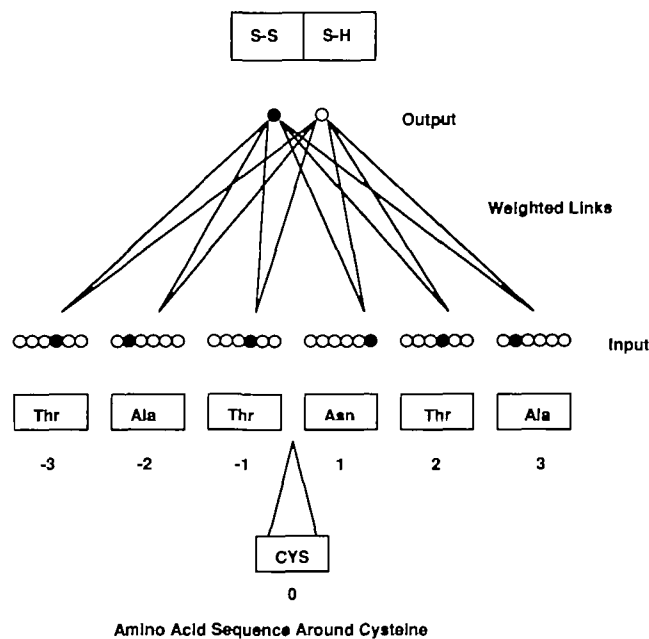 S-S S-H
Output
Weighted Links
Input
Thr Ala Thr Asn Thr Ala
-3 -2 -1 1 2 3
CYS
0
Amino Acid Sequence Around Cysteine